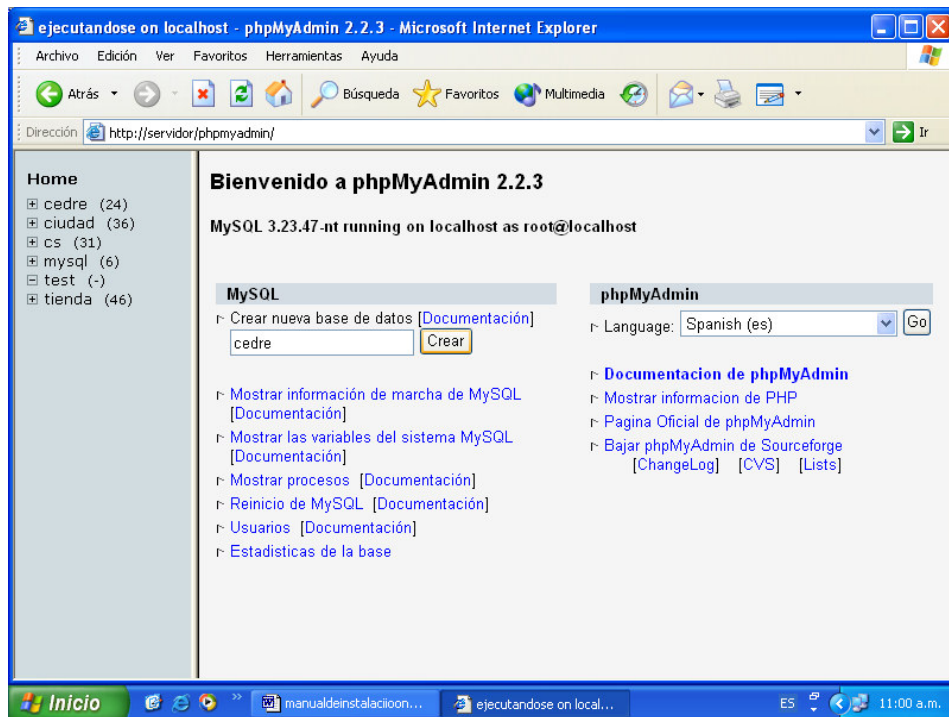 ejecutandose on localhost - phpMyAdmin 2.2.3 - Microsoft Internet Explorer
Archivo Edición Ver Favoritos Herramientas Ayuda
Atrás Búsqueda Favoritos Multimedia
Dirección http://servidor/phpmyadmin/ Ir
Home
cedre (24)
ciudad (36)
cs (31)
mysql (6)
test (-)
tienda (46)
Bienvenido a phpMyAdmin 2.2.3
MySQL 3.23.47-nt running on localhost as root@localhost
MySQL
Crear nueva base de datos [Documentación]
cedre Crear
Mostrar información de marcha de MySQL
[Documentación]
Mostrar las variables del sistema MySQL
[Documentación]
Mostrar procesos [Documentación]
Reinicio de MySQL [Documentación]
Usuarios [Documentación]
Estadisticas de la base
phpMyAdmin
Language: Spanish (es) Go
Documentacion de phpMyAdmin
Mostrar informacion de PHP
Pagina Oficial de phpMyAdmin
Bajar phpMyAdmin de Sourceforge
[ChangeLog] [CVS] [Lists]
Inicio manualdeinstalaciioon... ejecutandose on local... ES 11:00 a.m.